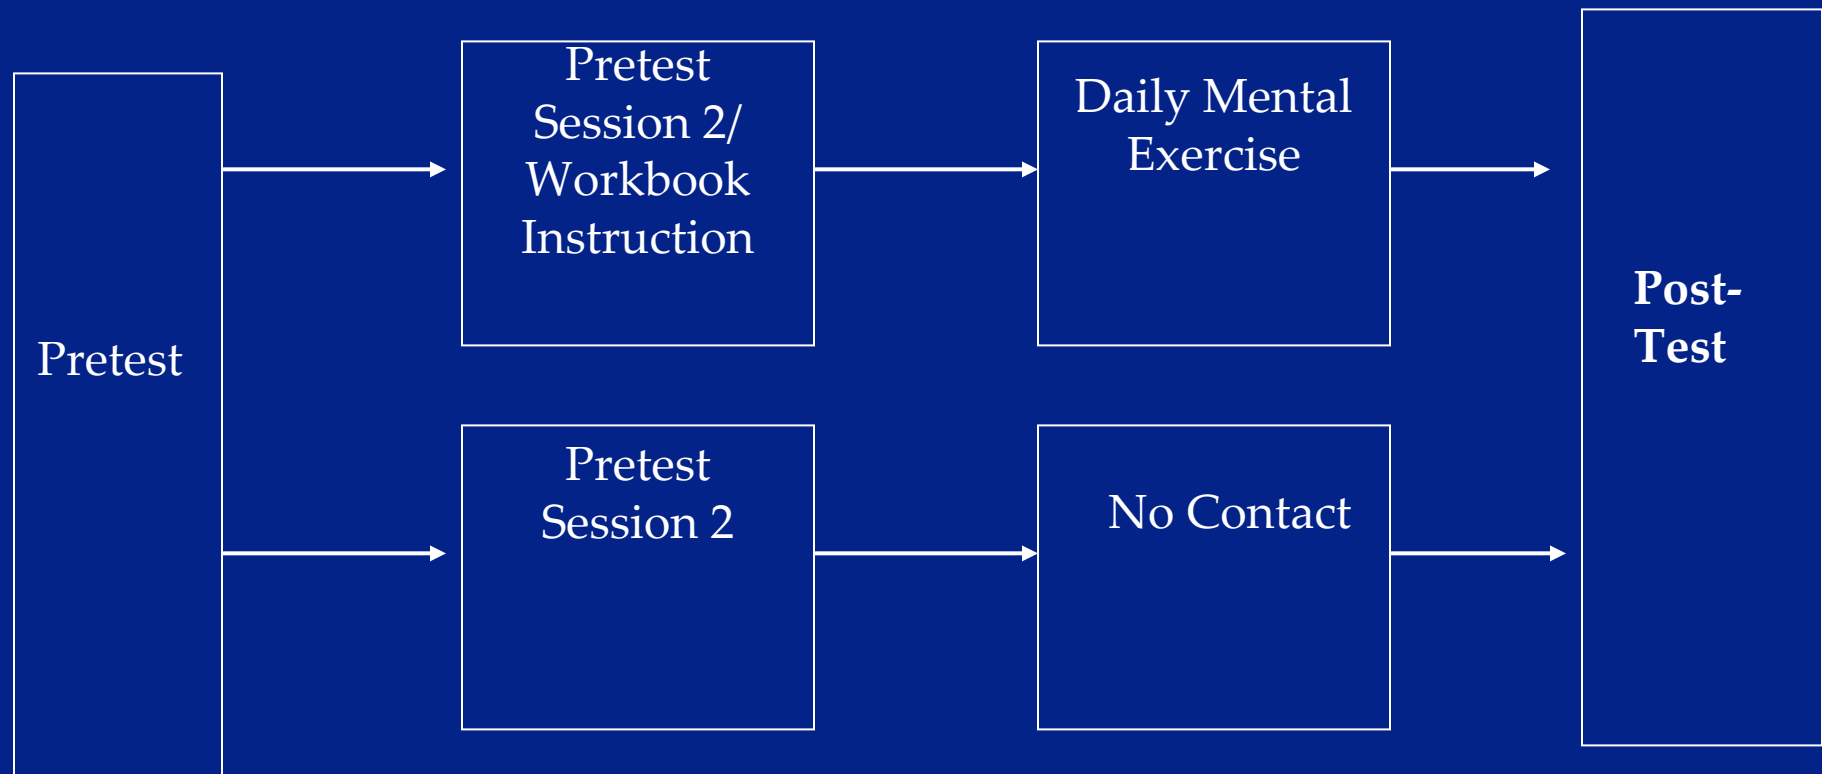 Pretest
Pretest
Session 2/
Workbook
Instruction
Daily Mental
Exercise
Pretest
Session 2
No Contact
Post-
Test